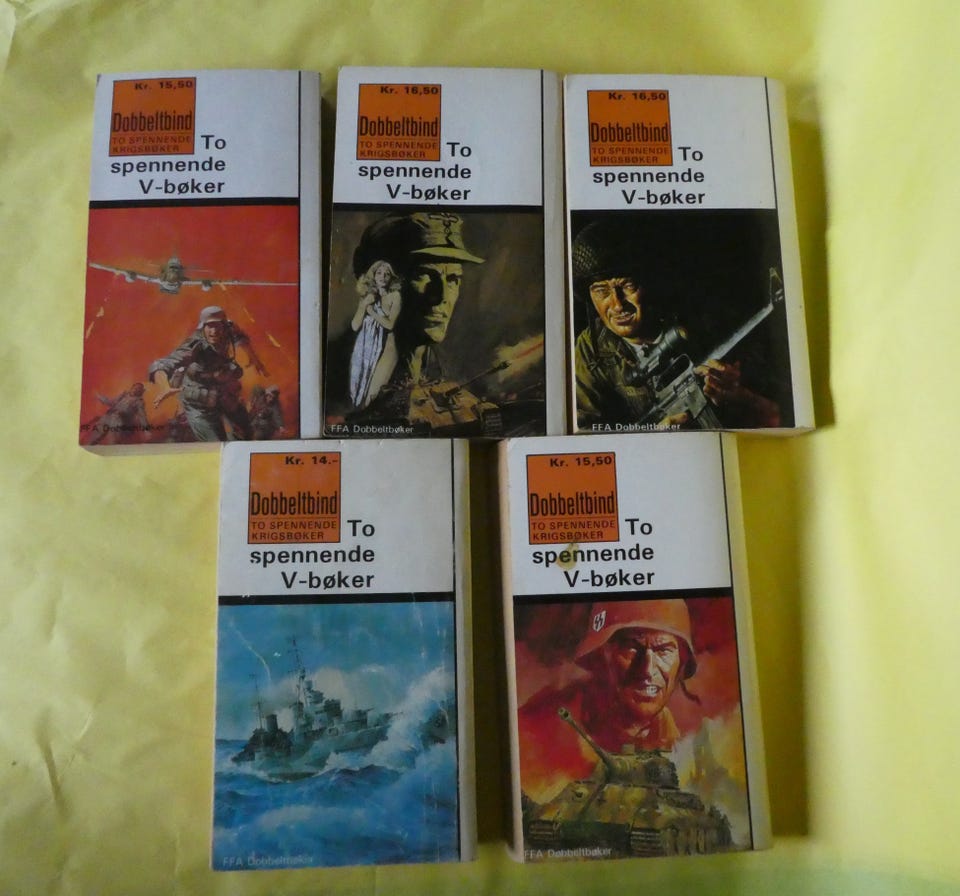 Kr. 15,50
Dobbeltbind
TO SPENNENDE
KRIGSBØKER
To
spennende
V-bøker
FFA Dobbeltbøker
Kr. 16,50
Dobbeltbind
TO SPENNENDE
KRIGSBØKER
To
spennende
V-bøker
FFA Dobbeltbøker
Kr. 16,50
Dobbeltbind
TO SPENNENDE
KRIGSBØKER
To
spennende
V-bøker
FFA Dobbeltbøker
Kr. 14.-
Dobbeltbind
TO SPENNENDE
KRIGSBØKER
To
spennende
V-bøker
FFA Dobbeltbøker
Kr. 15,50
Dobbeltbind
TO SPENNENDE
KRIGSBØKER
To
spennende
V-bøker
FFA Dobbeltbøker